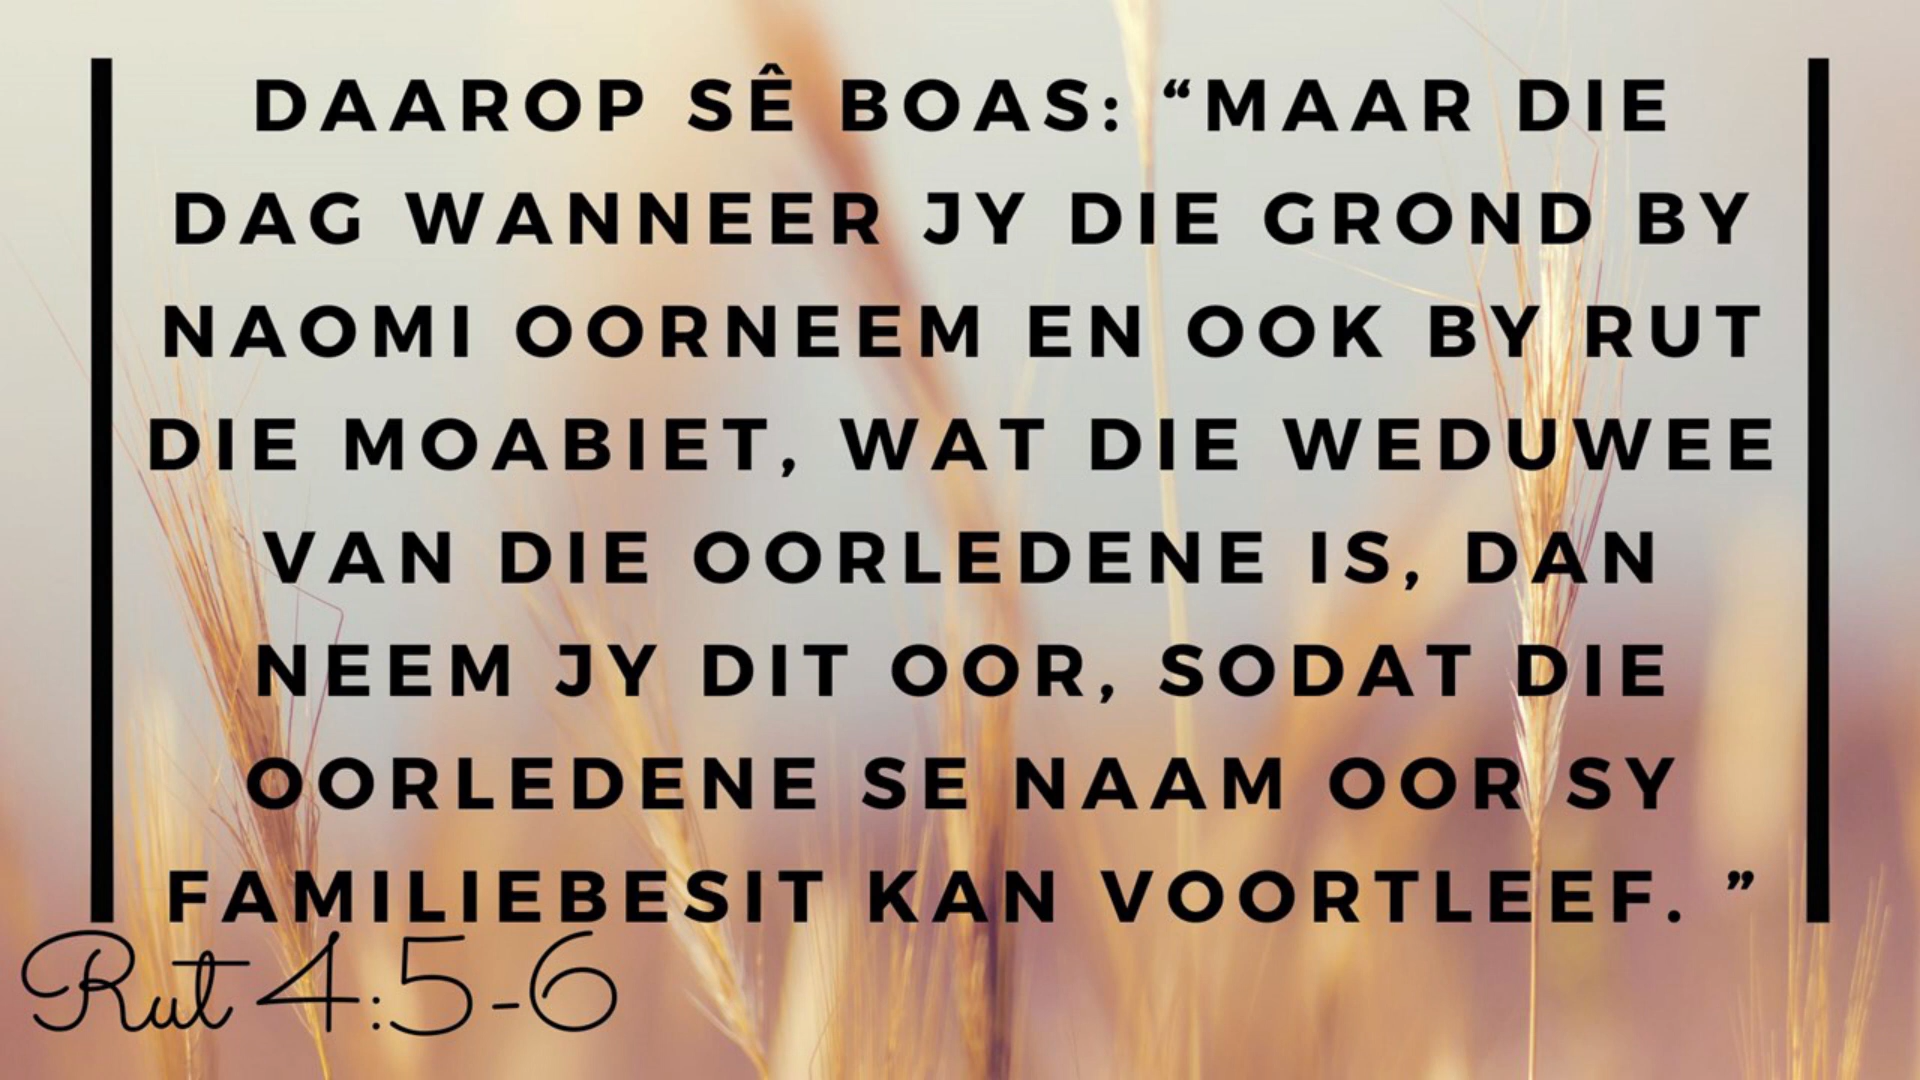 DAAROP SÊ BOAS: “MAAR DIE
DAG WANNEER JY DIE GROND BY
NAOMI OORNEEM EN OOK BY RUT
DIE MOABIET, WAT DIE WEDUWEE
VAN DIE OORLEDENE IS, DAN
NEEM JY DIT OOR, SODAT DIE
OORLEDENE SE NAAM OOR SY
FAMILIEBESIT KAN VOORTLEEF. ”
Rut 4:5-6